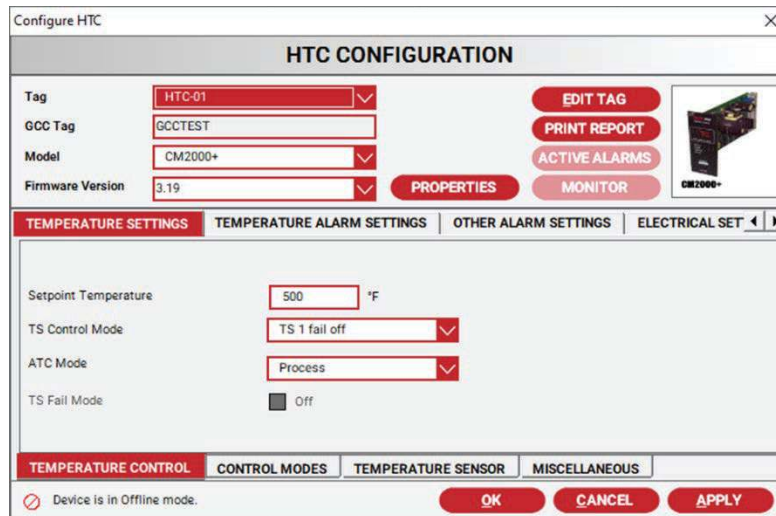 Configure HTC
HTC CONFIGURATION
Tag HTC-01 EDIT TAG
GCC Tag GCCTEST PRINT REPORT
Model CM2000+ ACTIVE ALARMS
Firmware Version 3.19 PROPERTIES MONITOR
CM2000+
TEMPERATURE SETTINGS TEMPERATURE ALARM SETTINGS OTHER ALARM SETTINGS ELECTRICAL SET
Setpoint Temperature 500 °F
TS Control Mode TS 1 fail off
ATC Mode Process
TS Fail Mode Off
TEMPERATURE CONTROL CONTROL MODES TEMPERATURE SENSOR MISCELLANEOUS
Device is in Offline mode. OK CANCEL APPLY